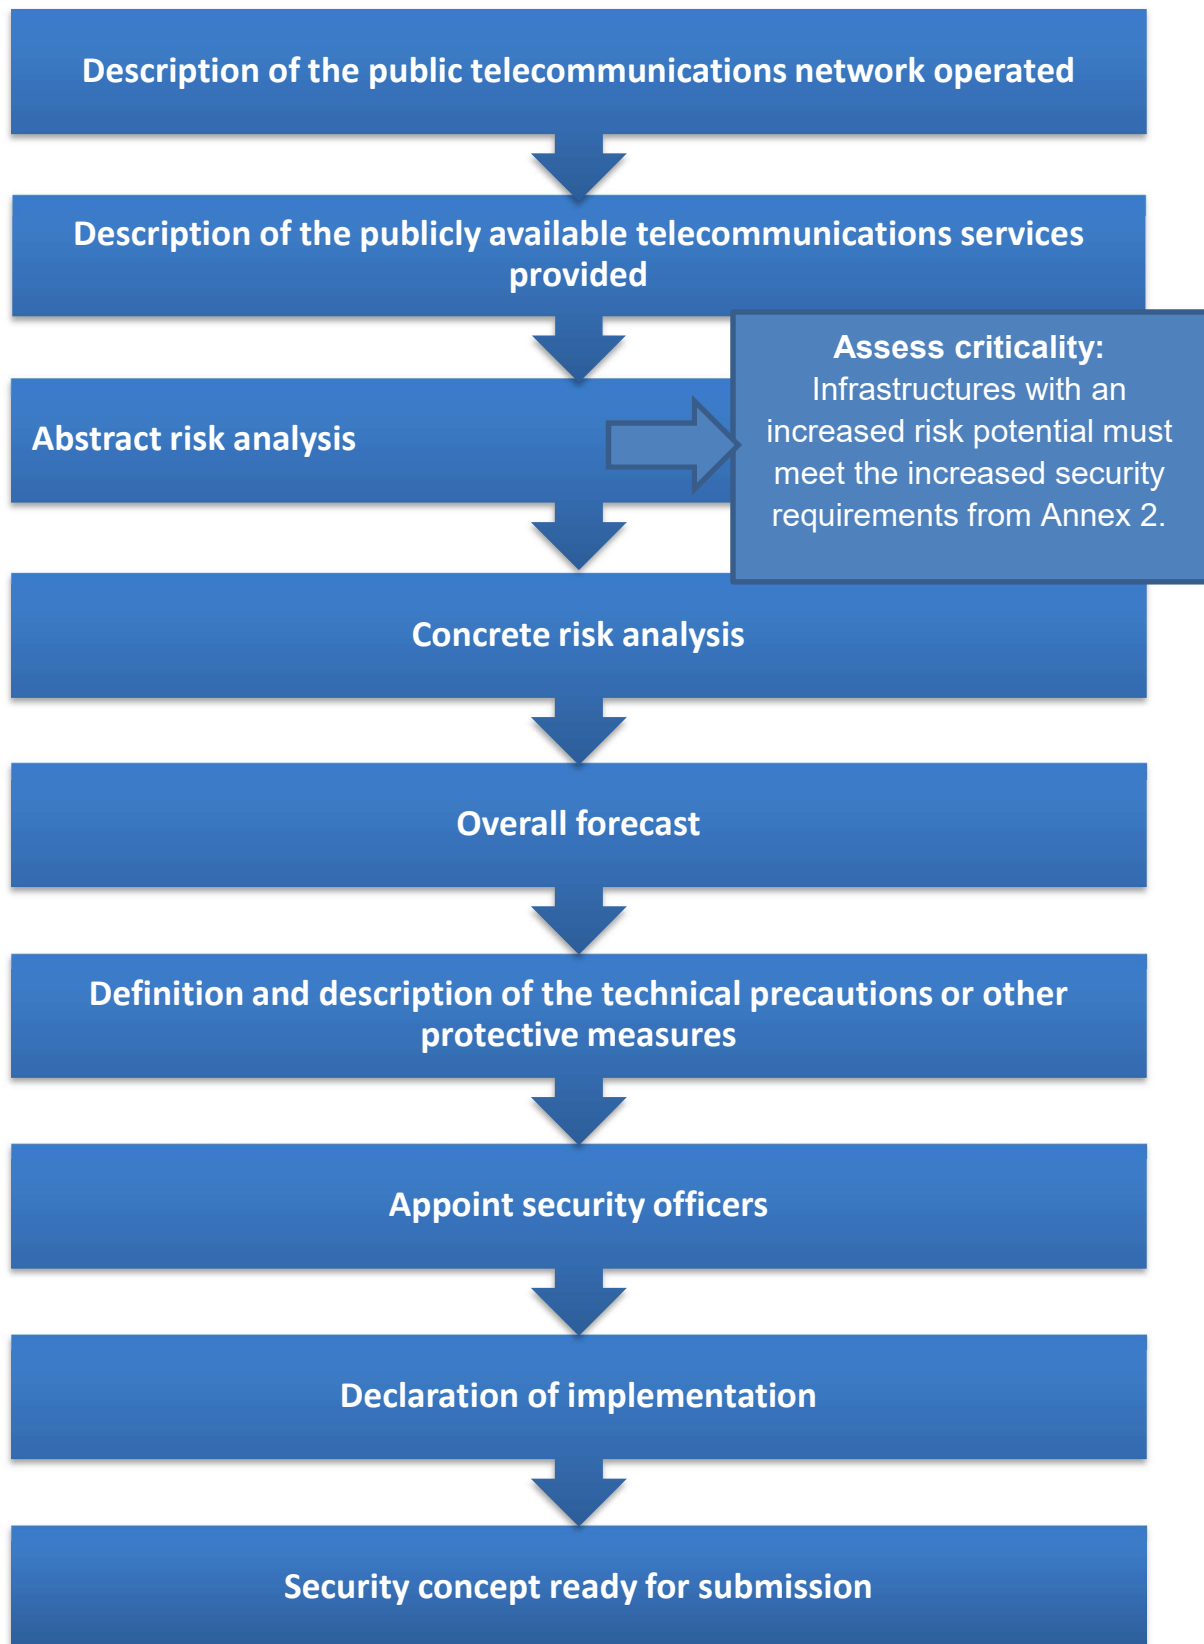 Description of the public telecommunications network operated
Description of the publicly available telecommunications services
provided
Abstract risk analysis
Assess criticality:
Infrastructures with an
increased risk potential must
meet the increased security
requirements from Annex 2.
Concrete risk analysis
Overall forecast
Definition and description of the technical precautions or other
protective measures
Appoint security officers
Declaration of implementation
Security concept ready for submission